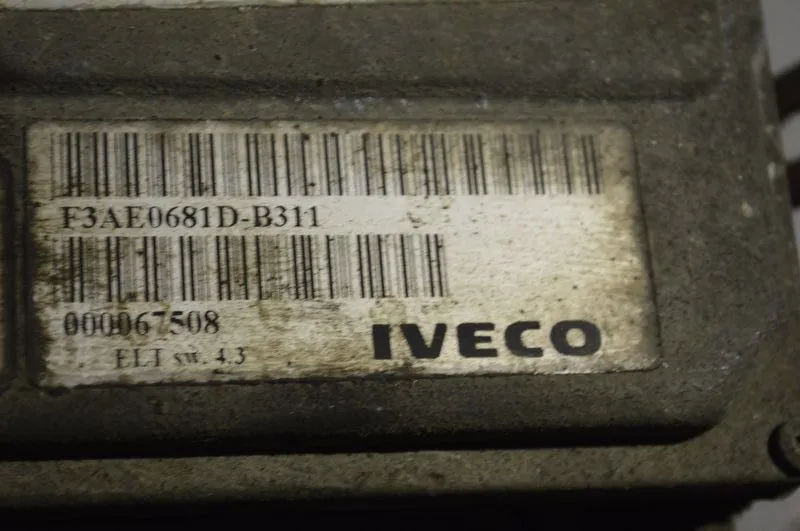 F3AE0681D-B311
000067508
ELT sw. 4.3
IVECO